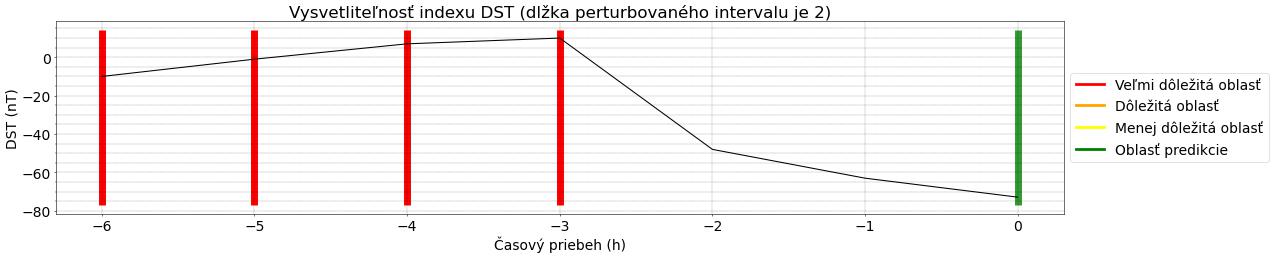 Vysvetliteľnosť indexu DST (dlžka perturbovaného intervalu je 2)
DST (nT)
0
−20
−40
−60
−80
−6 −5 −4 −3 −2 −1 0
Časový priebeh (h)
Veľmi dôležitá oblasť
Dôležitá oblasť
Menej dôležitá oblasť
Oblasť predikcie